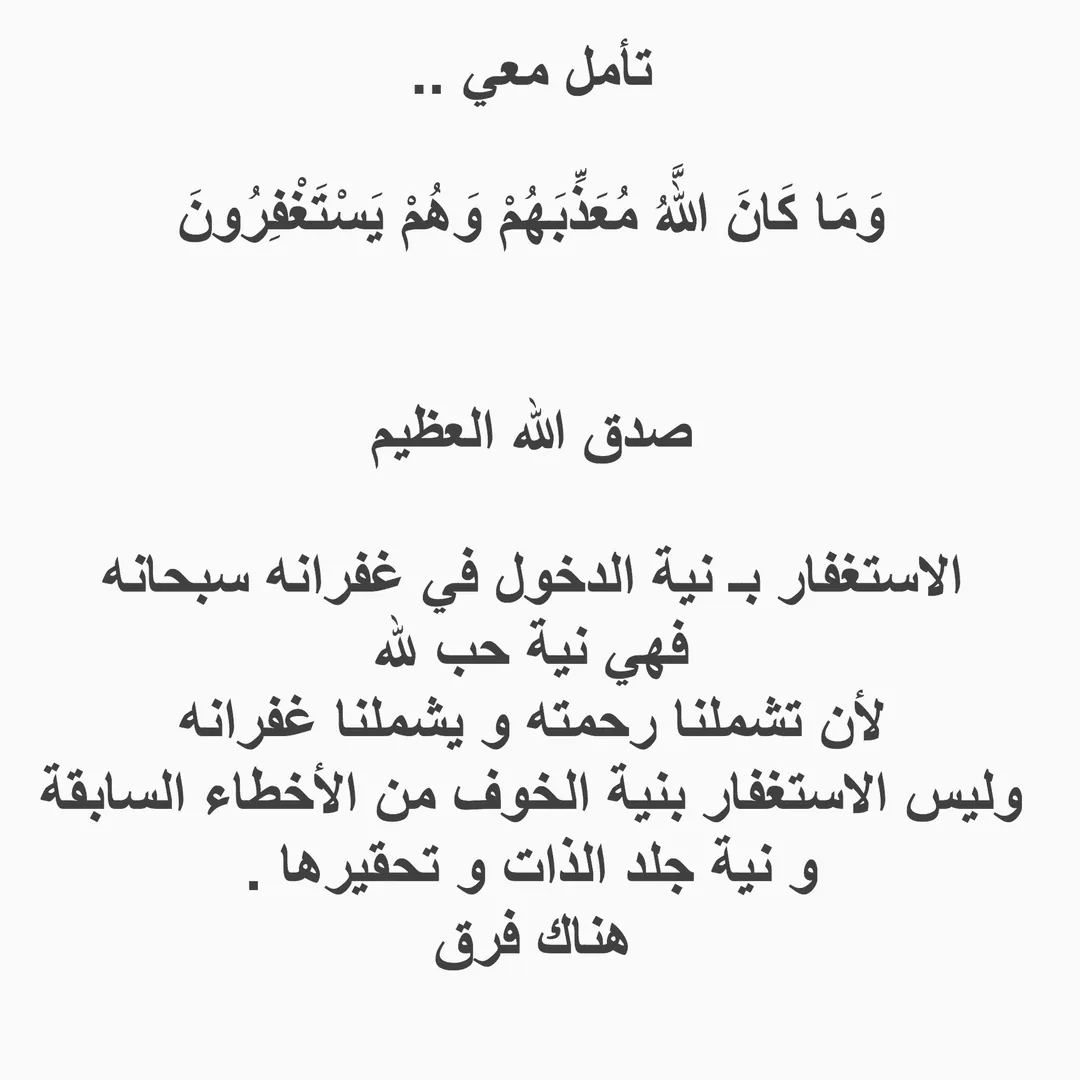 تأمل معي ..
وَمَا كَانَ اللَّهُ مُعَذِّبَهُمْ وَهُمْ يَسْتَغْفِرُونَ
صدق الله العظيم
الاستغفار بـ نية الدخول في غفرانه سبحانه
فهي نية حب لله
لأن تشملنا رحمته و يشملنا غفرانه
وليس الاستغفار بنية الخوف من الأخطاء السابقة
و نية جلد الذات و تحقيرها .
هناك فرق